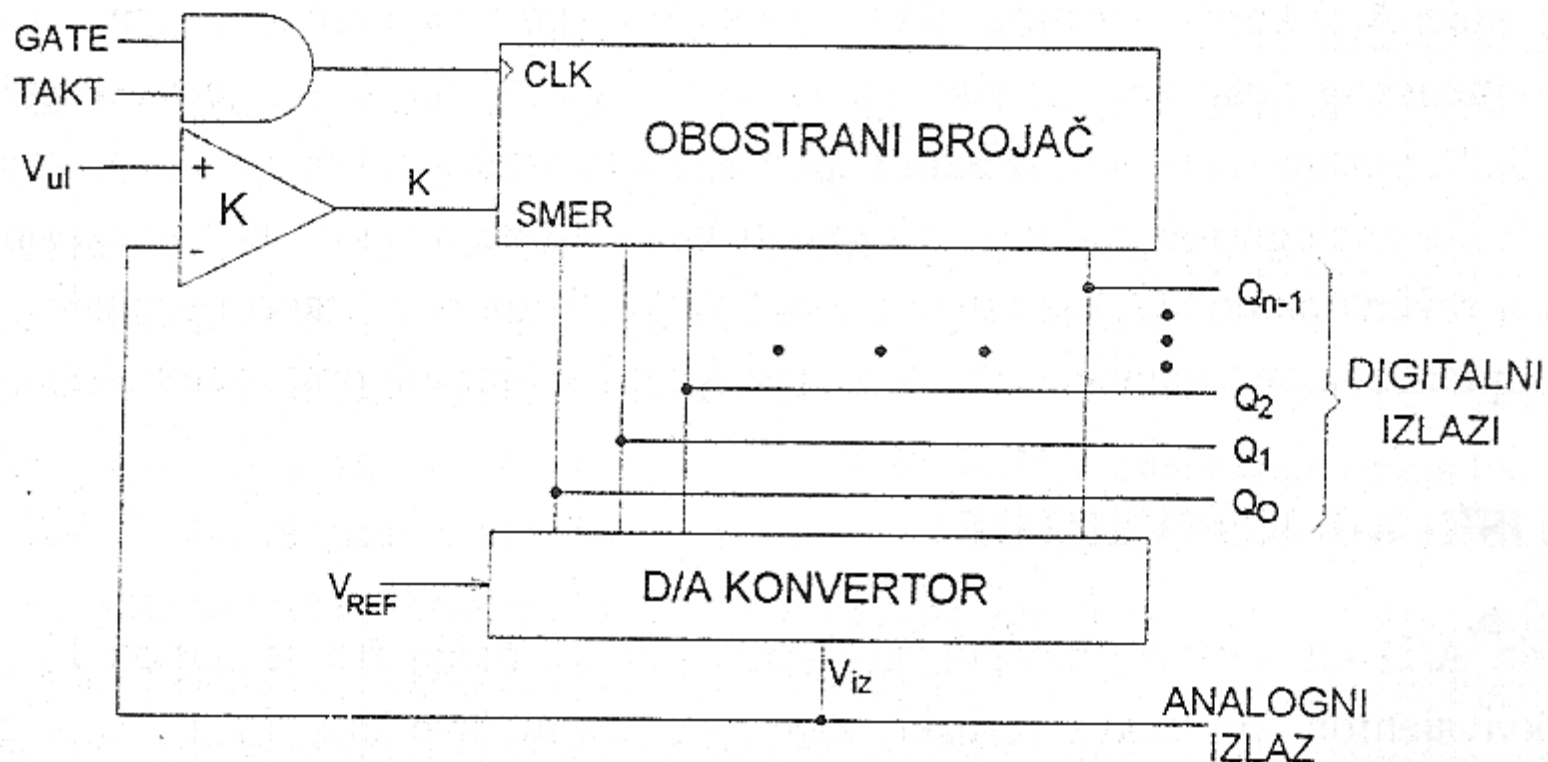 GATE
TAKT
CLK
OBOSTRANI BROJAČ
V_ul
+
K
K
SMER
-
Q_n-1
Q_2
Q_1
Q_O
DIGITALNI
IZLAZI
V_REF
D/A KONVERTOR
V_iz
ANALOGNI
IZLAZ